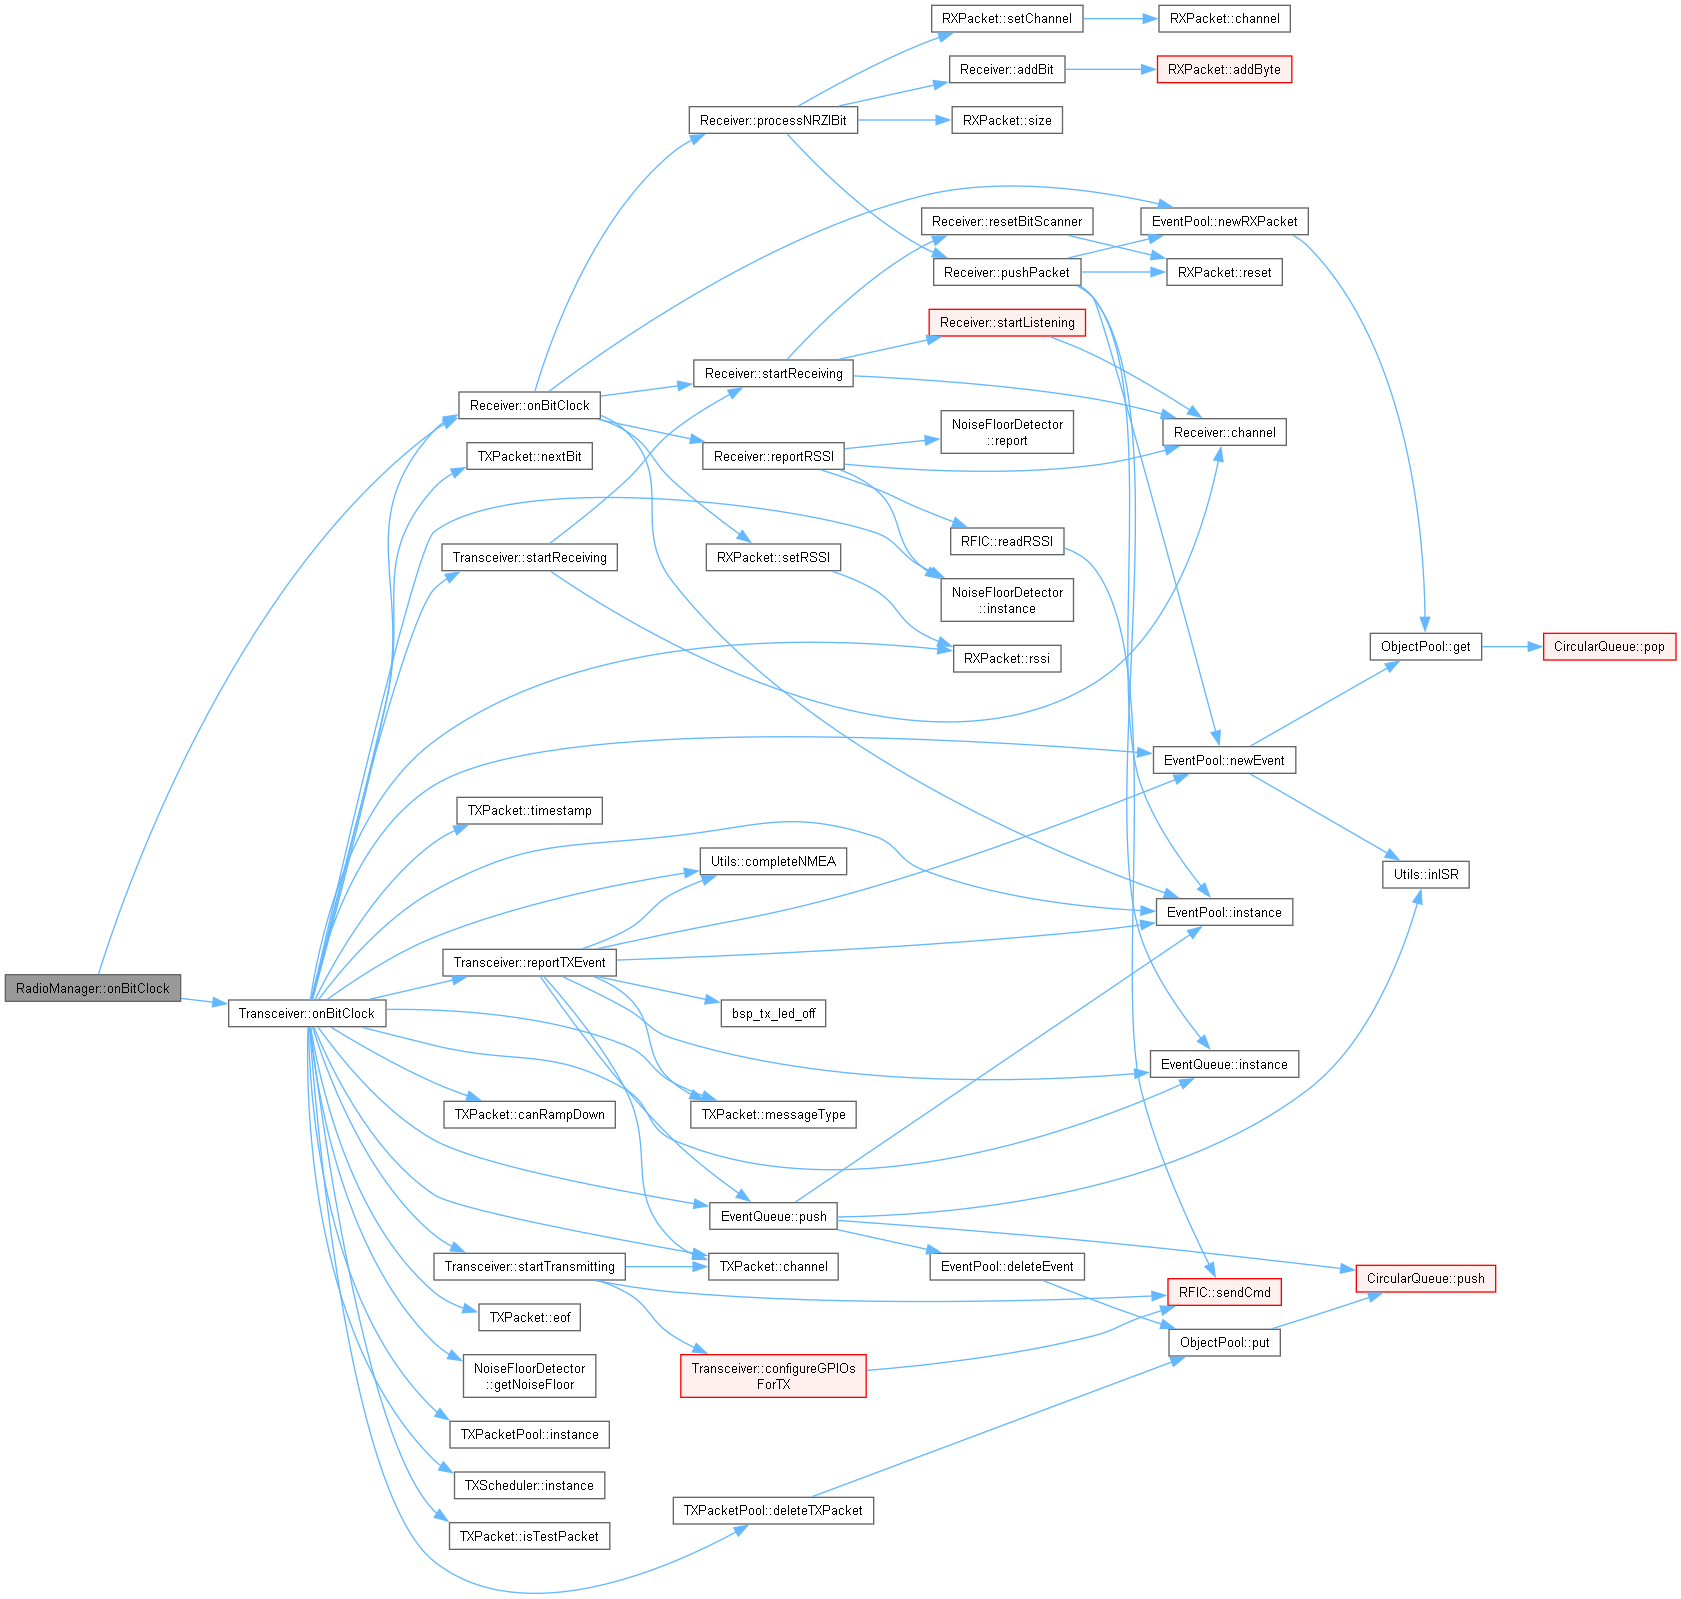 RXPacket::setChannel
RXPacket::channel
Receiver::addBit
RXPacket::addByte
Receiver::processNRZIBit
RXPacket::size
Receiver::resetBitScanner
EventPool::newRXPacket
Receiver::pushPacket
RXPacket::reset
Receiver::startListening
Receiver::startReceiving
Receiver::onBitClock
NoiseFloorDetector
::report
Receiver::channel
TXPacket::nextBit
Receiver::reportRSSI
RFIC::readRSSI
Transceiver::startReceiving
RXPacket::setRSSI
NoiseFloorDetector
::instance
RXPacket::rssi
ObjectPool::get
CircularQueue::pop
EventPool::newEvent
TXPacket::timestamp
Utils::completeNMEA
Utils::inISR
EventPool::instance
Transceiver::reportTXEvent
RadioManager::onBitClock
Transceiver::onBitClock
bsp_tx_led_off
EventQueue::instance
TXPacket::canRampDown
TXPacket::messageType
EventQueue::push
Transceiver::startTransmitting
TXPacket::channel
EventPool::deleteEvent
CircularQueue::push
RFIC::sendCmd
TXPacket::eof
ObjectPool::put
NoiseFloorDetector
::getNoiseFloor
Transceiver::configureGPIOs
ForTX
TXPacketPool::instance
TXScheduler::instance
TXPacketPool::deleteTXPacket
TXPacket::isTestPacket